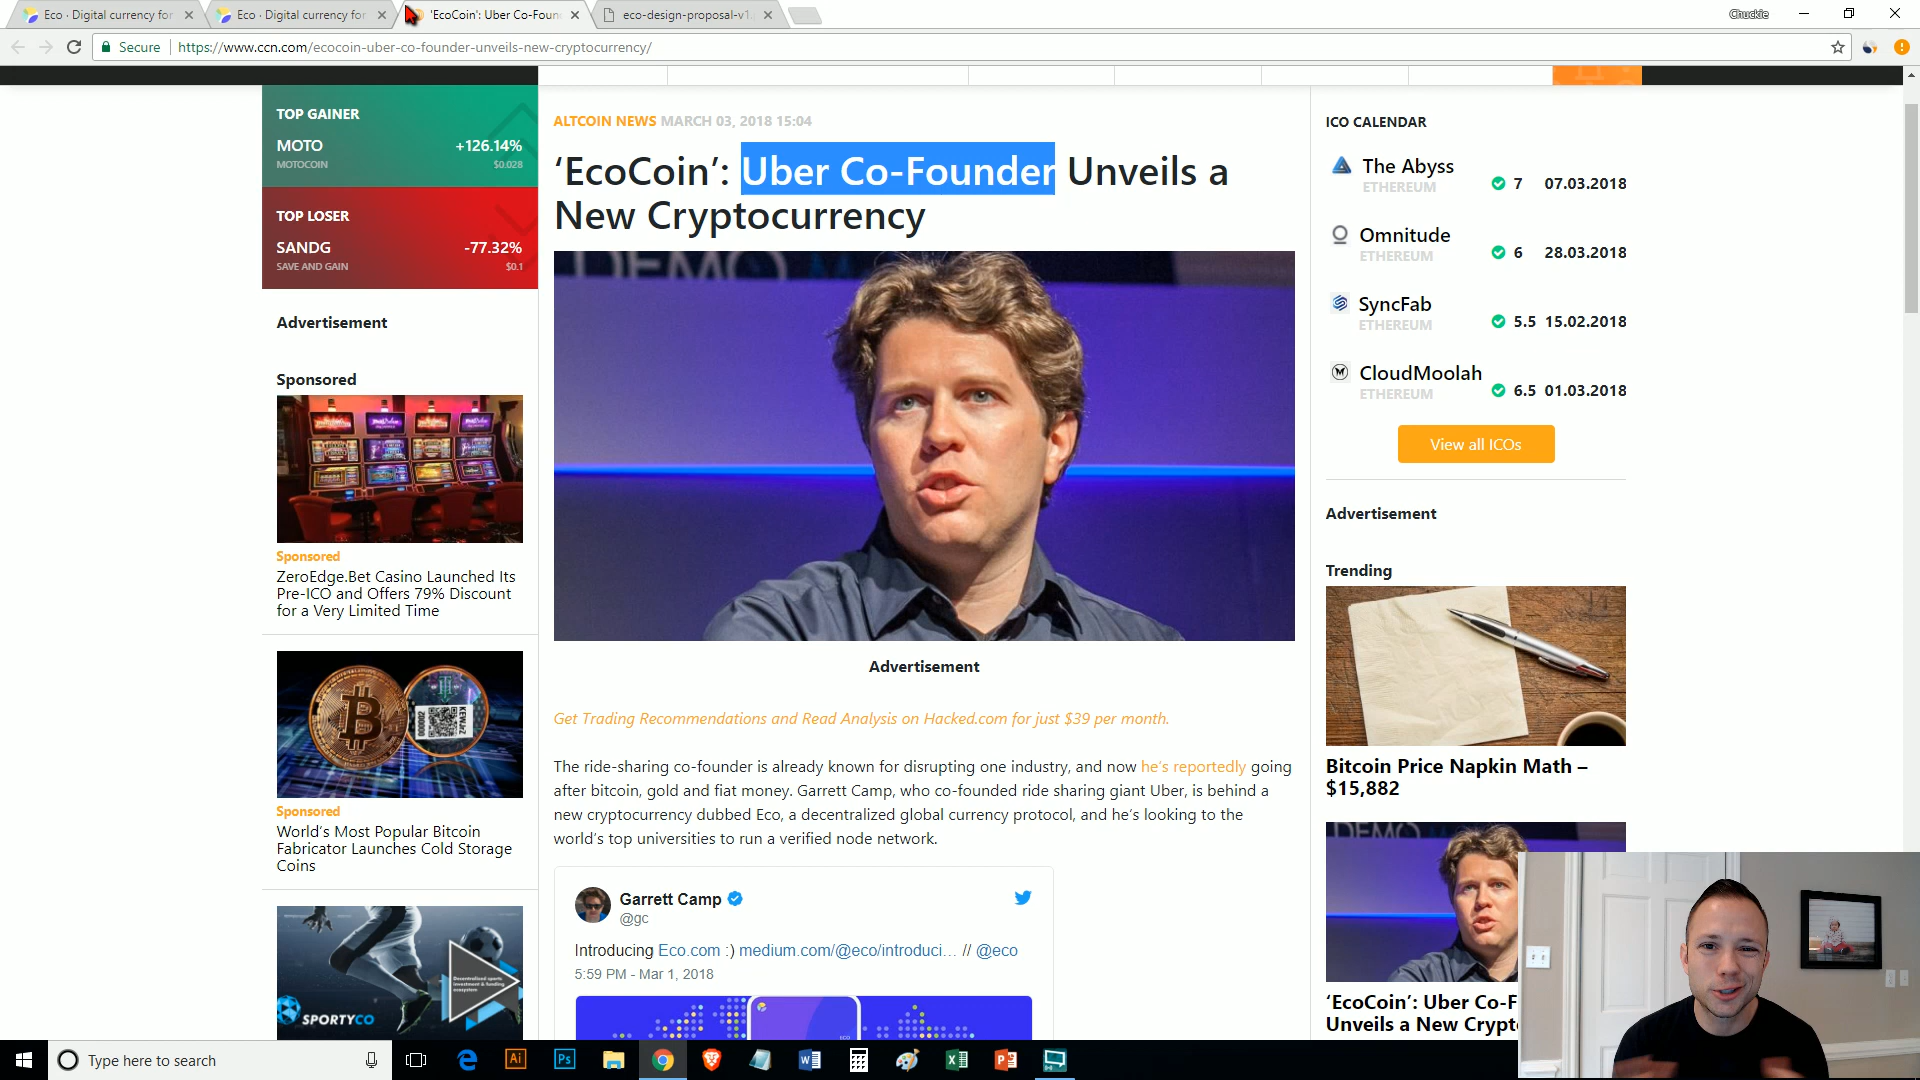 Eco · Digital currency for
Eco · Digital currency for
'EcoCoin': Uber Co-Foun
eco-design-proposal-v1.
Chuckie
Secure
https://www.ccn.com/ecocoin-uber-co-founder-unveils-new-cryptocurrency/
TOP GAINER
MOTO +126.14%
MOTOCOIN $0.028
TOP LOSER
SANDG -77.32%
SAVE AND GAIN $0.1
Advertisement
Sponsored
Sponsored
ZeroEdge.Bet Casino Launched Its
Pre-ICO and Offers 79% Discount
for a Very Limited Time
Sponsored
World's Most Popular Bitcoin
Fabricator Launches Cold Storage
Coins
Decentralized sports
investment & funding
ecosystem
SPORTYCO
ALTCOIN NEWS MARCH 03, 2018 15:04
‘EcoCoin’: Uber Co-Founder Unveils a
New Cryptocurrency
DEMO
Advertisement
Get Trading Recommendations and Read Analysis on Hacked.com for just $39 per month.
The ride-sharing co-founder is already known for disrupting one industry, and now he's reportedly going
after bitcoin, gold and fiat money. Garrett Camp, who co-founded ride sharing giant Uber, is behind a
new cryptocurrency dubbed Eco, a decentralized global currency protocol, and he's looking to the
world's top universities to run a verified node network.
Garrett Camp
@gc
Introducing Eco.com :) medium.com/@eco/introduci… // @eco
5:59 PM - Mar 1, 2018
ICO CALENDAR
The Abyss
ETHEREUM
7 07.03.2018
Omnitude
ETHEREUM
6 28.03.2018
SyncFab
ETHEREUM
5.5 15.02.2018
CloudMoolah
ETHEREUM
6.5 01.03.2018
View all ICOs
Advertisement
Trending
Bitcoin Price Napkin Math –
$15,882
DEMO
‘EcoCoin’: Uber Co-F
Unveils a New Crypt
Type here to search